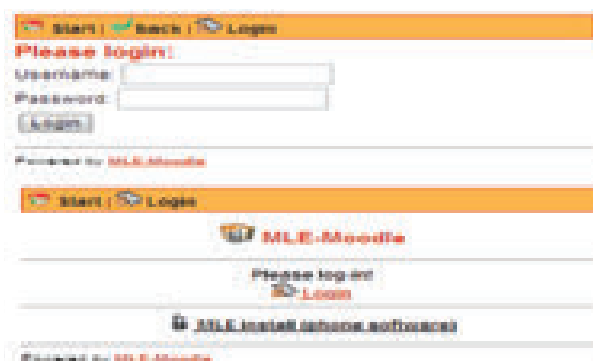 Start | Back | Login
Please login:
Username:
Password:
Login
Powered by MLE-Moodle
Start | Login
MLE-Moodle
Please log in!
Login
MLE install (phone software)
Powered by MLE-Moodle